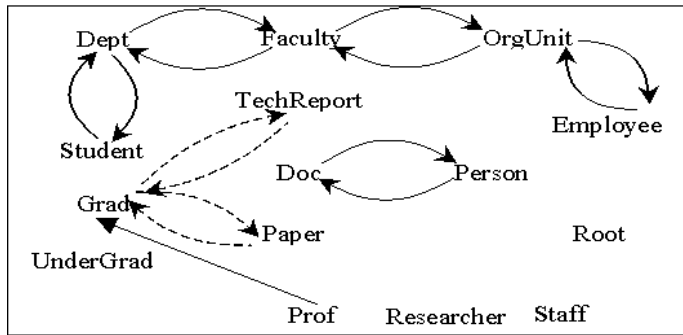 Dept Faculty OrgUnit
TechReport
Employee
Student
Doc Person
Grad
Paper Root
UnderGrad
Prof Researcher Staff